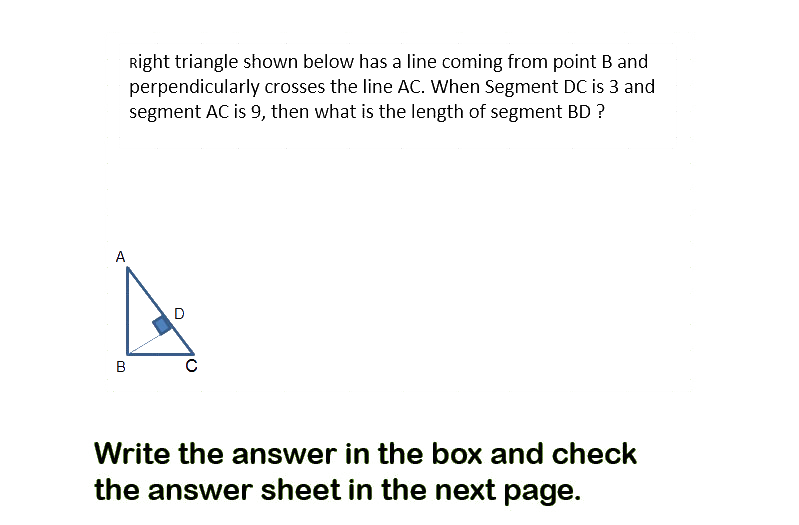 Right triangle shown below has a line coming from point B and
perpendicularly crosses the line AC. When Segment DC is 3 and
segment AC is 9, then what is the length of segment BD ?
A
D
B
C
Write the answer in the box and check
the answer sheet in the next page.